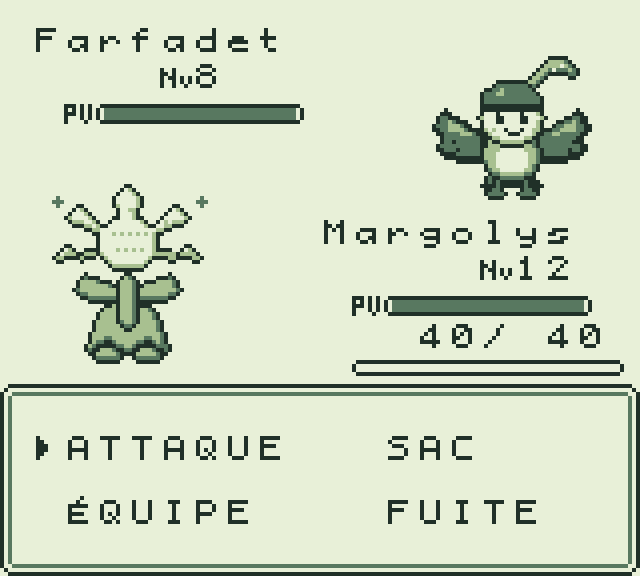 Farfadet
Nv8
PV
Margolys
Nv12
PV
40/ 40
ATTAQUE SAC
ÉQUIPE FUITE